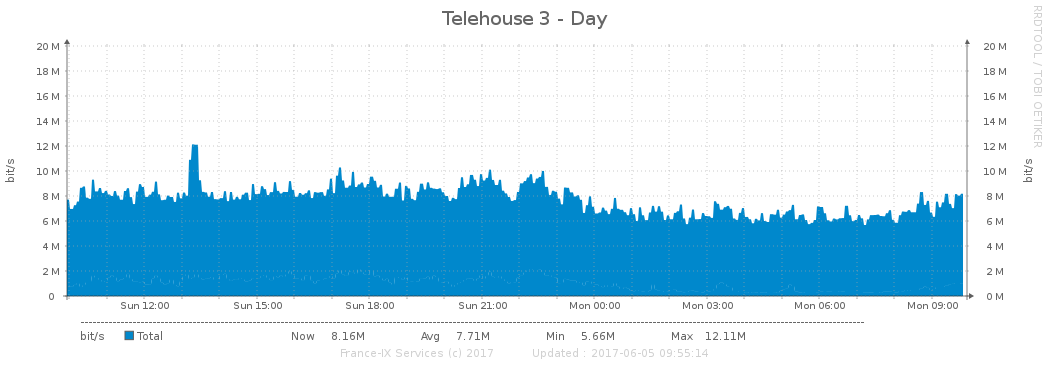 Telehouse 3 - Day
RRDTOOL / TOBI OETIKER
bit/s
20 M 20 M
18 M 18 M
16 M 16 M
14 M 14 M
12 M 12 M
10 M 10 M
8 M 8 M
6 M 6 M
4 M 4 M
2 M 2 M
0 0 M
bit/s
Sun 12:00 Sun 15:00 Sun 18:00 Sun 21:00 Mon 00:00 Mon 03:00 Mon 06:00 Mon 09:00
bit/s Total Now 8.16M Avg 7.71M Min 5.66M Max 12.11M
France-IX Services (c) 2017 Updated : 2017-06-05 09:55:14